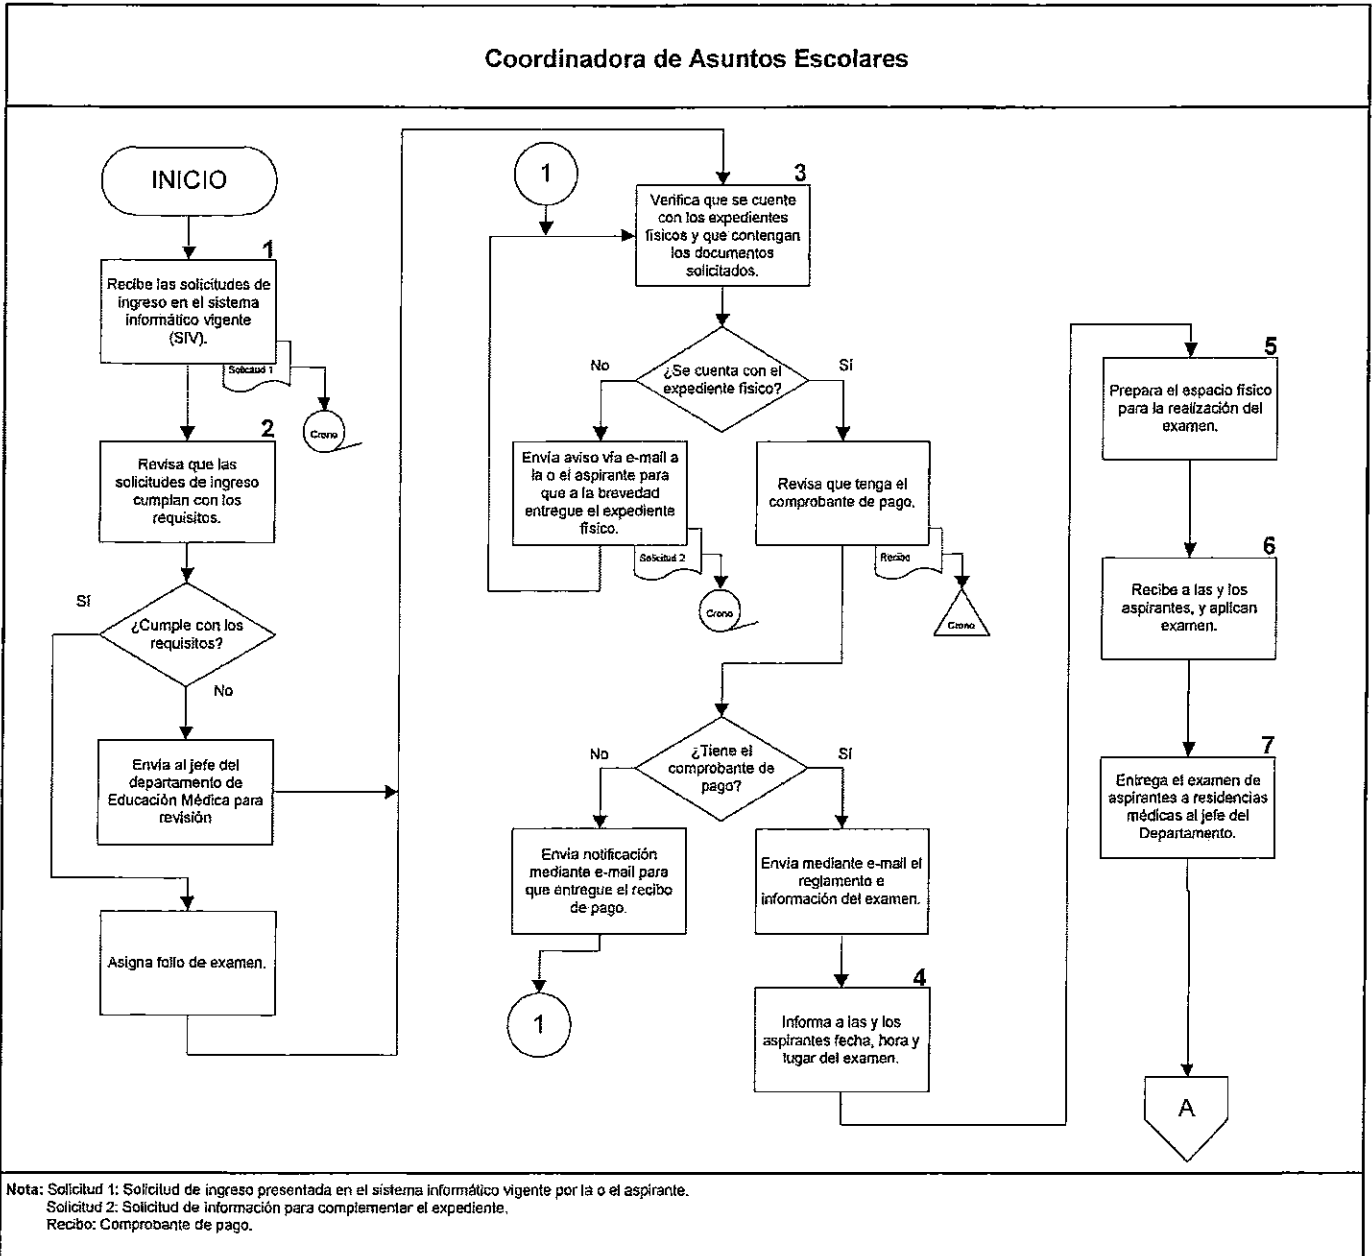 Coordinadora de Asuntos Escolares
INICIO
1
Recibe las solicitudes de
ingreso en el sistema
informático vigente
(SIV).
Solicitud 1
Crono
2
Revisa que las
solicitudes de ingreso
cumplan con los
requisitos.
¿Cumple con los
requisitos?
Sí
No
Envía al jefe del
departamento de
Educación Médica para
revisión
Asigna folio de examen.
1
3
Verifica que se cuente
con los expedientes
físicos y que contengan
los documentos
solicitados.
¿Se cuenta con el
expediente físico?
No
Sí
Envía aviso vía e-mail a
la o el aspirante para
que a la brevedad
entregue el expediente
físico.
Solicitud 2
Crono
Revisa que tenga el
comprobante de pago.
Recibo
Crono
¿Tiene el
comprobante de
pago?
No
Sí
Envía notificación
mediante e-mail para
que entregue el recibo
de pago.
1
Envía mediante e-mail el
reglamento e
información del examen.
4
Informa a las y los
aspirantes fecha, hora y
lugar del examen.
5
Prepara el espacio físico
para la realización del
examen.
6
Recibe a las y los
aspirantes, y aplican
examen.
7
Entrega el examen de
aspirantes a residencias
médicas al jefe del
Departamento.
A
Nota: Solicitud 1: Solicitud de ingreso presentada en el sistema informático vigente por la o el aspirante.
Solicitud 2: Solicitud de información para complementar el expediente.
Recibo: Comprobante de pago.